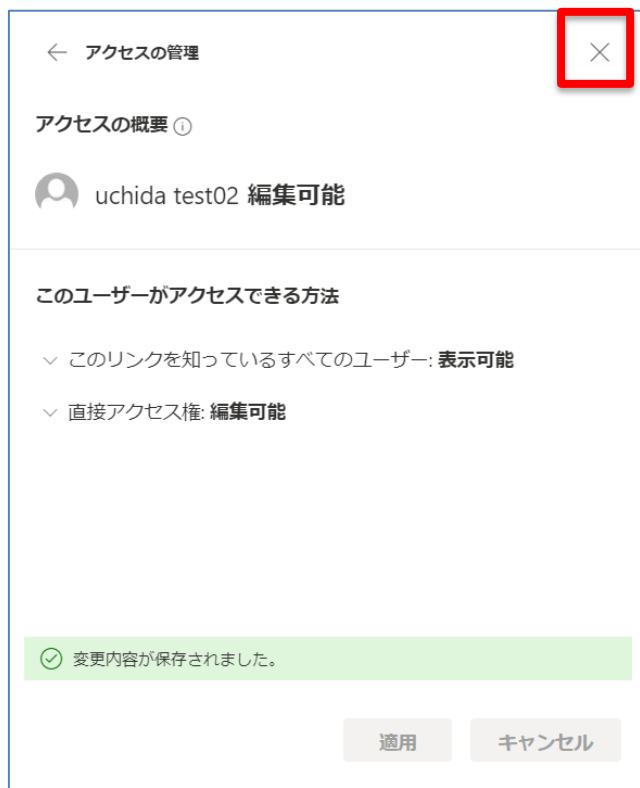 アクセスの管理
アクセスの概要
uchida test02 編集可能
このユーザーがアクセスできる方法
このリンクを知っているすべてのユーザー: 表示可能
直接アクセス権: 編集可能
変更内容が保存されました。
適用 キャンセル